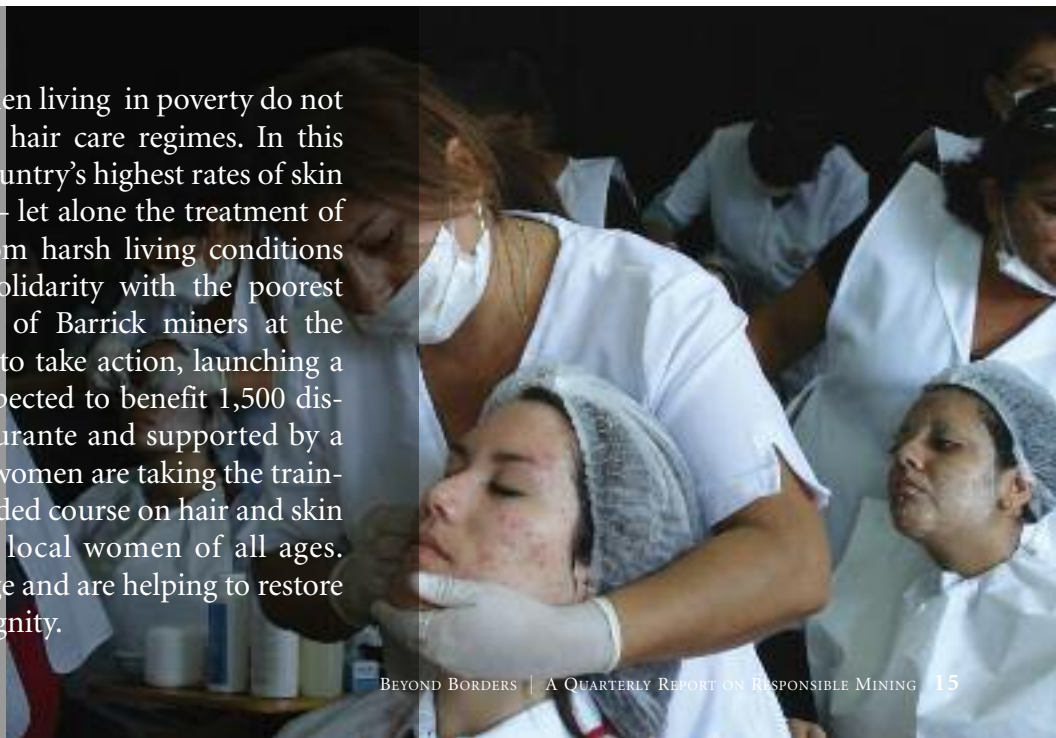 en living in poverty do not
hair care regimes. In this
untry's highest rates of skin
– let alone the treatment of
m harsh living conditions
olidarity with the poorest
of Barrick miners at the
to take action, launching a
pected to benefit 1,500 dis-
urante and supported by a
women are taking the train-
ded course on hair and skin
local women of all ages.
ge and are helping to restore
gnity.
Beyond Borders | A Quarterly Report on Responsible Mining 15